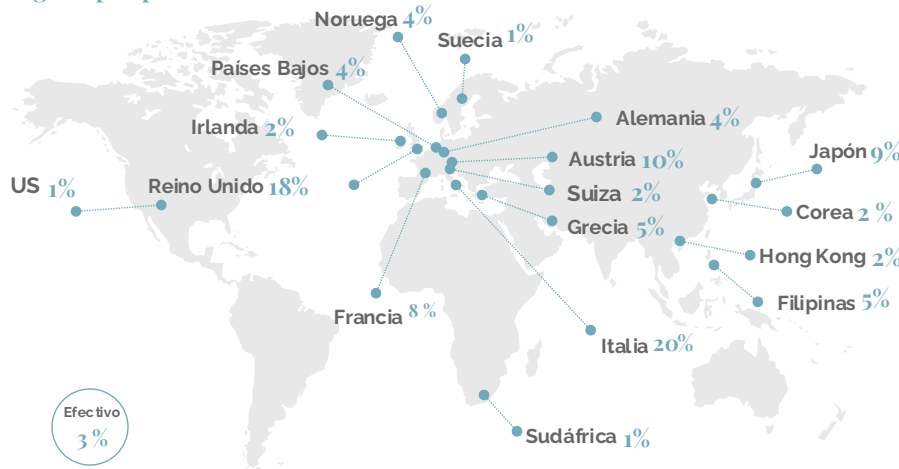 Noruega 4%
Suecia 1%
Países Bajos 4%
Alemania 4%
Irlanda 2%
Austria 10%
Japón 9%
US 1%
Reino Unido 18%
Suiza 2%
Corea 2 %
Grecia 5%
Hong Kong 2%
Filipinas 5%
Francia 8 %
Italia 20%
Efectivo
3 %
Sudáfrica 1%